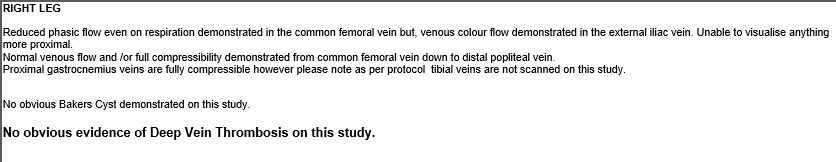 RIGHT LEG
Reduced phasic flow even on respiration demonstrated in the common femoral vein but, venous colour flow demonstrated in the external iliac vein. Unable to visualise anything
more proximal.
Normal venous flow and /or full compressibility demonstrated from common femoral vein down to distal popliteal vein.
Proximal gastrocnemius veins are fully compressible however please note as per protocol  tibial veins are not scanned on this study.
No obvious Bakers Cyst demonstrated on this study.
No obvious evidence of Deep Vein Thrombosis on this study.